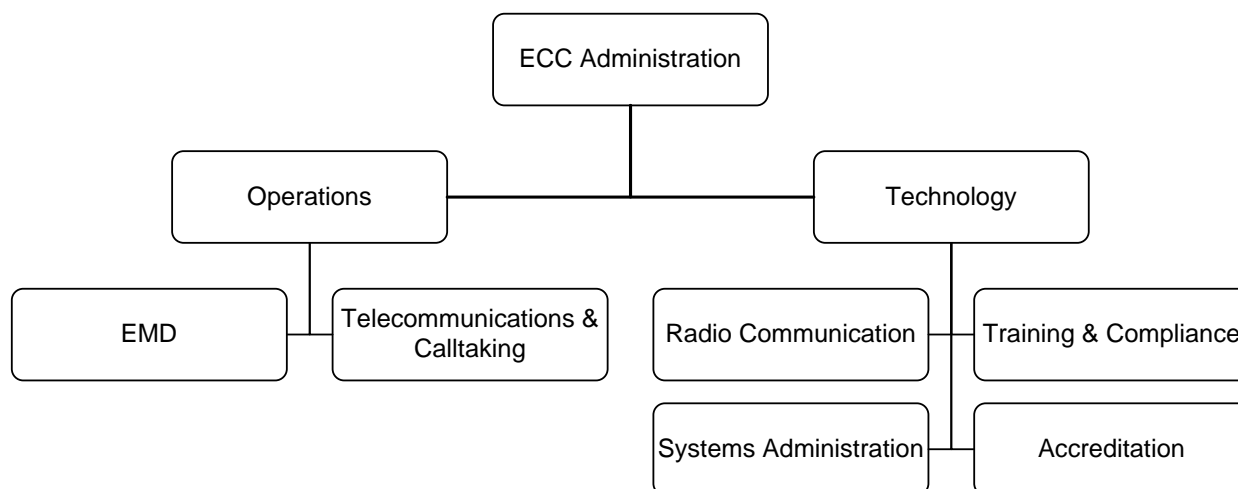 ECC Administration
Operations
Technology
EMD
Telecommunications &
Calltaking
Radio Communication
Training & Compliance
Systems Administration
Accreditation